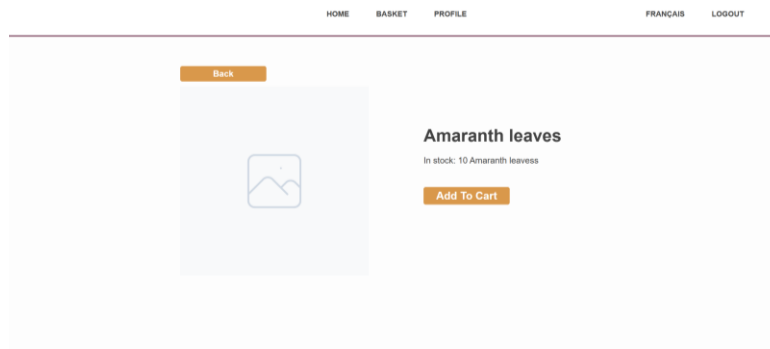 HOME BASKET PROFILE FRANÇAIS LOGOUT
Back
Amaranth leaves
In stock: 10 Amaranth leavess
Add To Cart